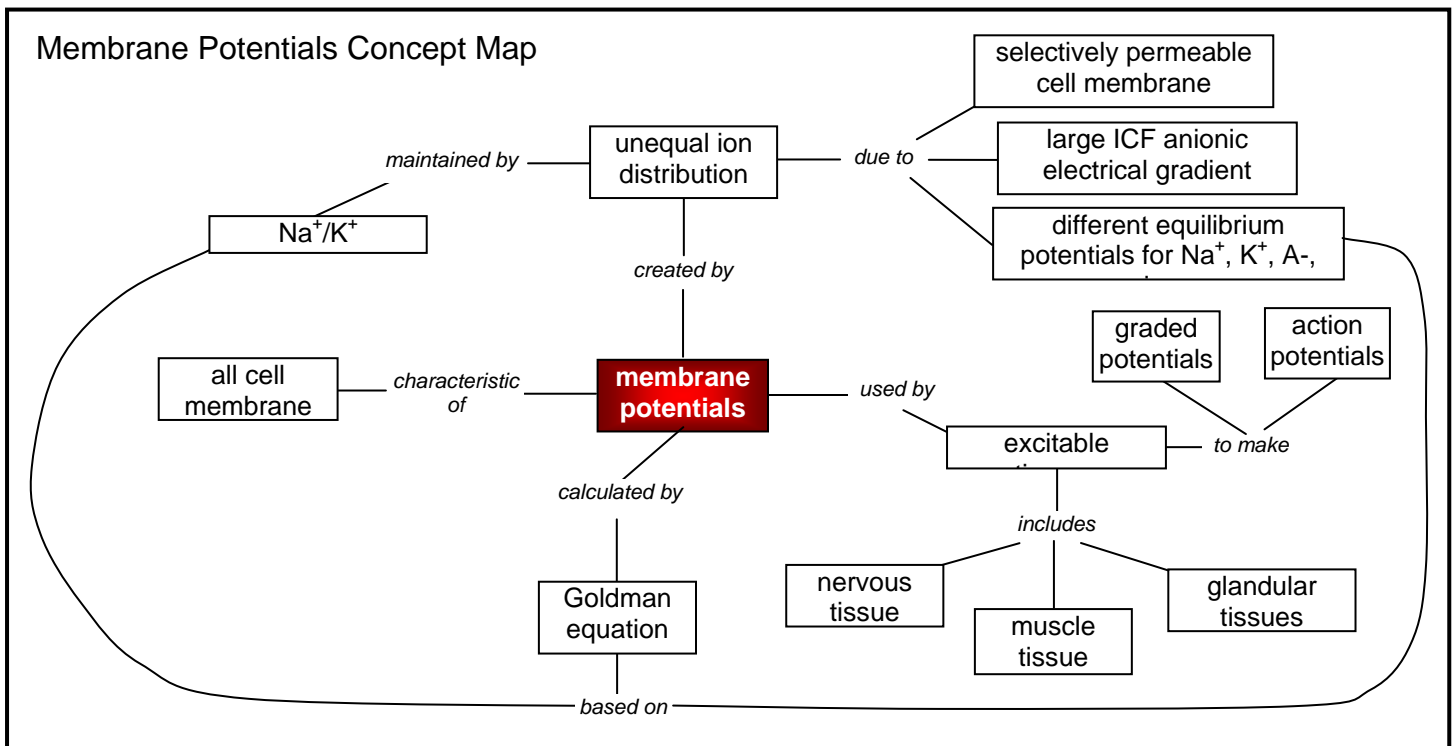 Membrane Potentials Concept Map
selectively permeable
cell membrane
unequal ion
distribution
maintained by
due to
large ICF anionic
electrical gradient
Na⁺/K⁺
different equilibrium
potentials for Na⁺, K⁺, A-,
created by
graded
potentials
action
potentials
all cell
membrane
characteristic
of
membrane
potentials
used by
excitable
to make
calculated by
includes
Goldman
equation
nervous
tissue
muscle
tissue
glandular
tissues
based on